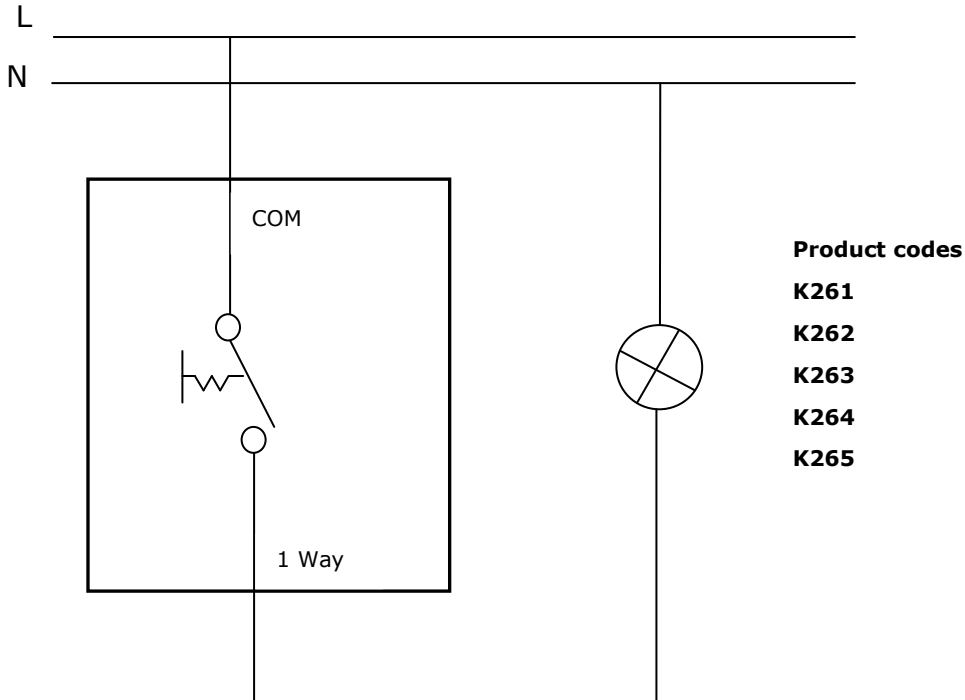 L
N
COM
1 Way
Product codes
K261
K262
K263
K264
K265